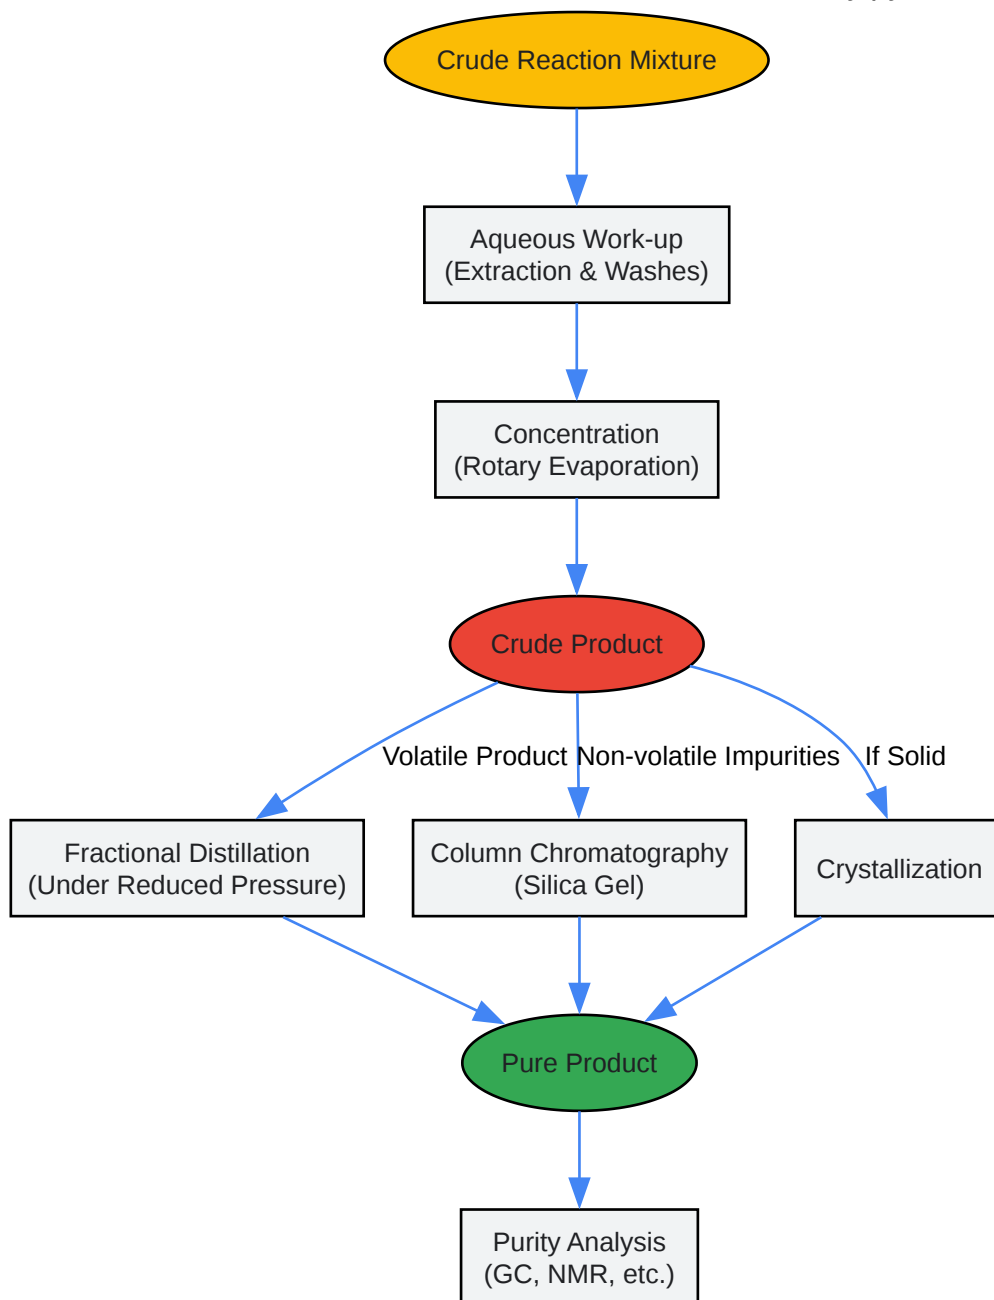 Crude Reaction Mixture
Aqueous Work-up
(Extraction & Washes)
Concentration
(Rotary Evaporation)
Crude Product
Volatile Product
Non-volatile Impurities
If Solid
Fractional Distillation
(Under Reduced Pressure)
Column Chromatography
(Silica Gel)
Crystallization
Pure Product
Purity Analysis
(GC, NMR, etc.)